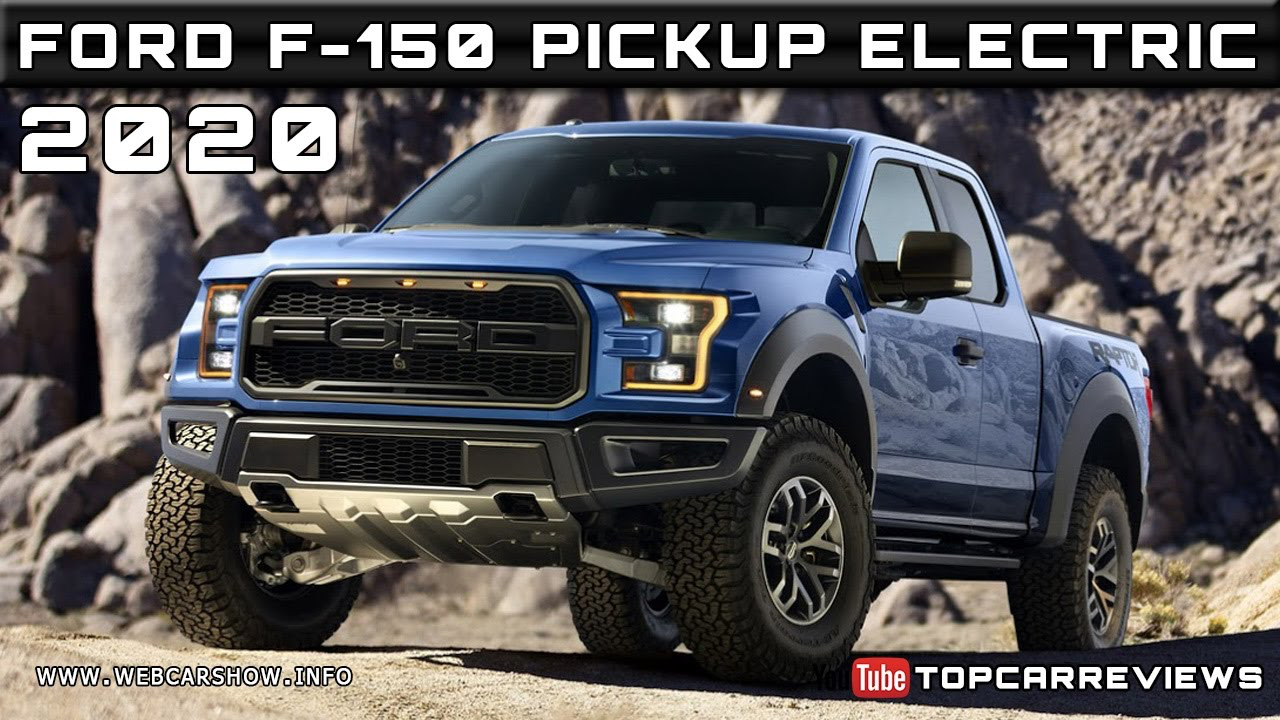 FORD F-150 PICKUP ELECTRIC
2020
FORD
RAPTOR
WWW.WEBCARSHOW.INFO
YouTube TOPCARREVIEWS